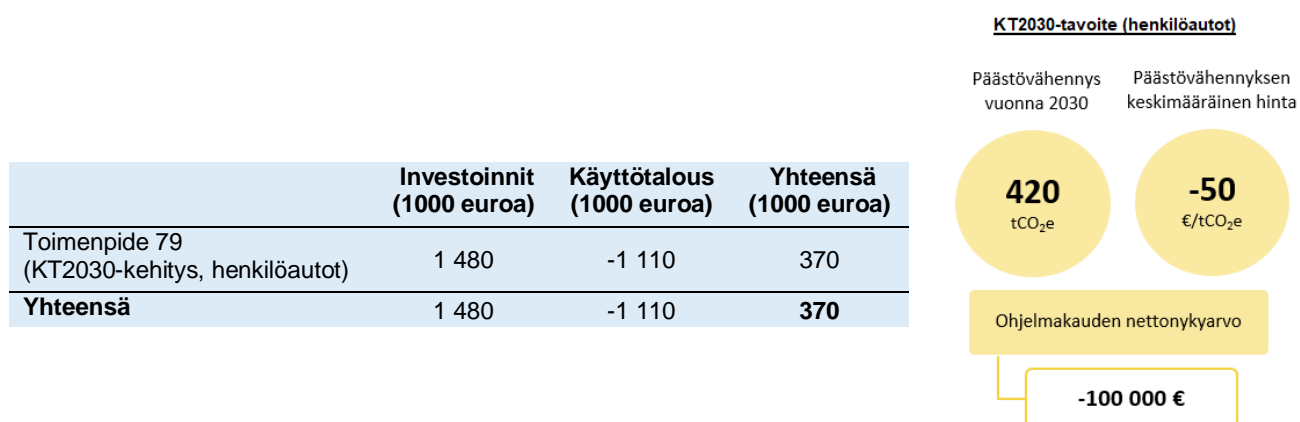 KT2030-tavoite (henkilöautot)
Päästövähennys vuonna 2030
Päästövähennyksen keskimääräinen hinta
420
tCO₂e
-50
€/tCO₂e
Ohjelmakauden nettonykyarvo
-100 000 €
Investoinnit (1000 euroa) Käyttötalous (1000 euroa) Yhteensä (1000 euroa)
Toimenpide 79
(KT2030-kehitys, henkilöautot) 1 480 -1 110 370
Yhteensä 1 480 -1 110 370